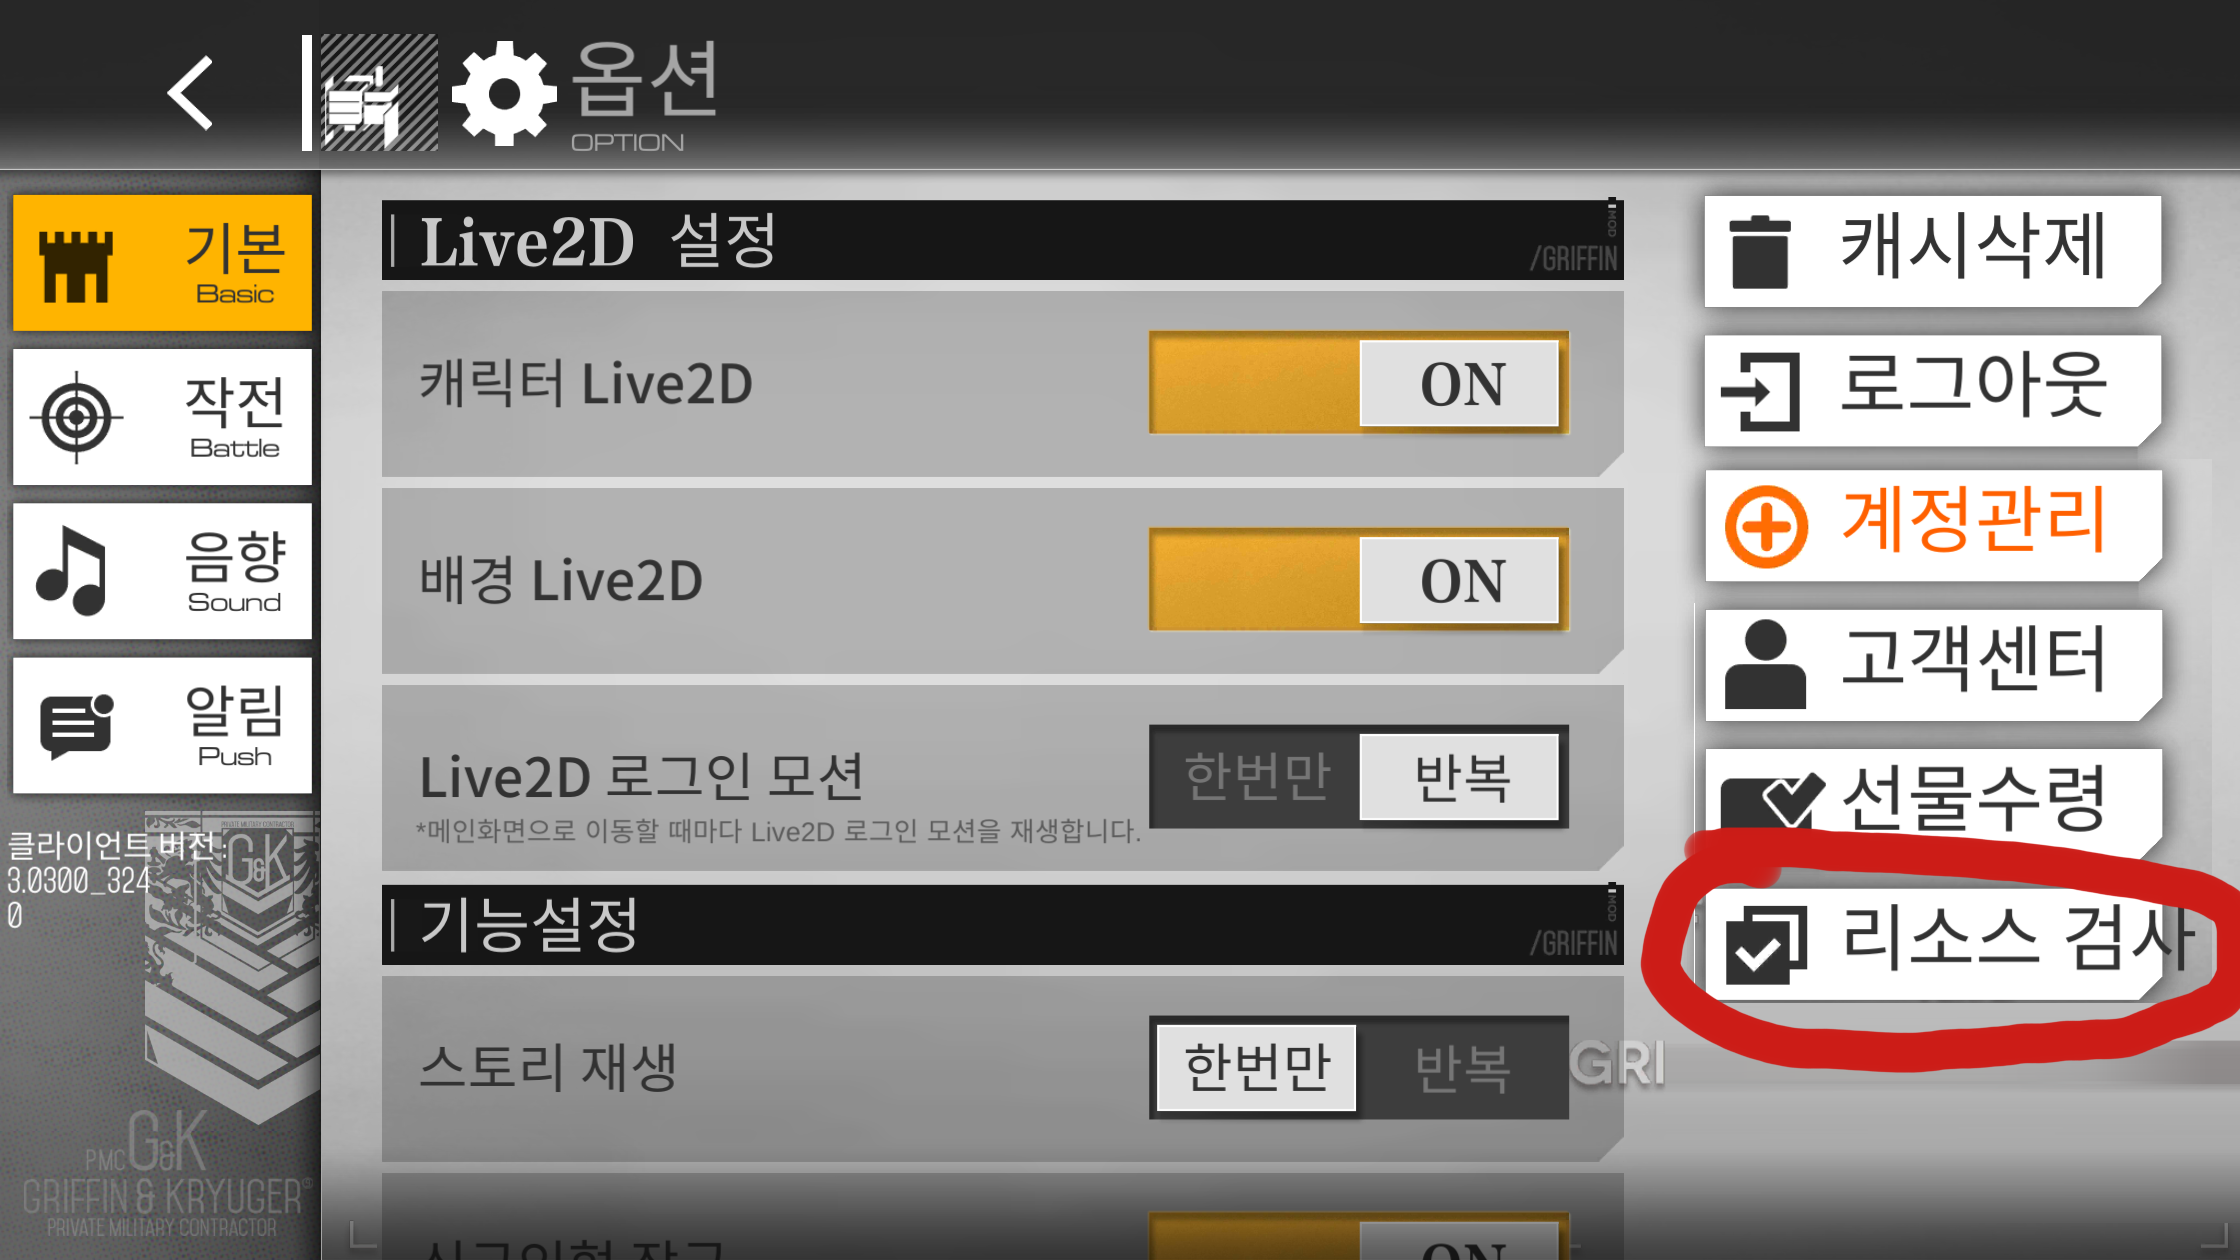 옵션
OPTION
기본
Basic
작전
Battle
음향
Sound
알림
Push
클라이언트 버전 :
3.0300_324
0
G&K
PMC G&K
GRIFFIN & KRYUGER
PRIVATE MILITARY CONTRACTOR
Live2D 설정
/GRIFFIN
캐릭터 Live2D
ON
배경 Live2D
ON
Live2D 로그인 모션
*메인화면으로 이동할 때마다 Live2D 로그인 모션을 재생합니다.
한번만
반복
기능설정
/GRIFFIN
스토리 재생
한번만
반복
ON
GRI
캐시삭제
로그아웃
계정관리
고객센터
선물수령
리소스 검사